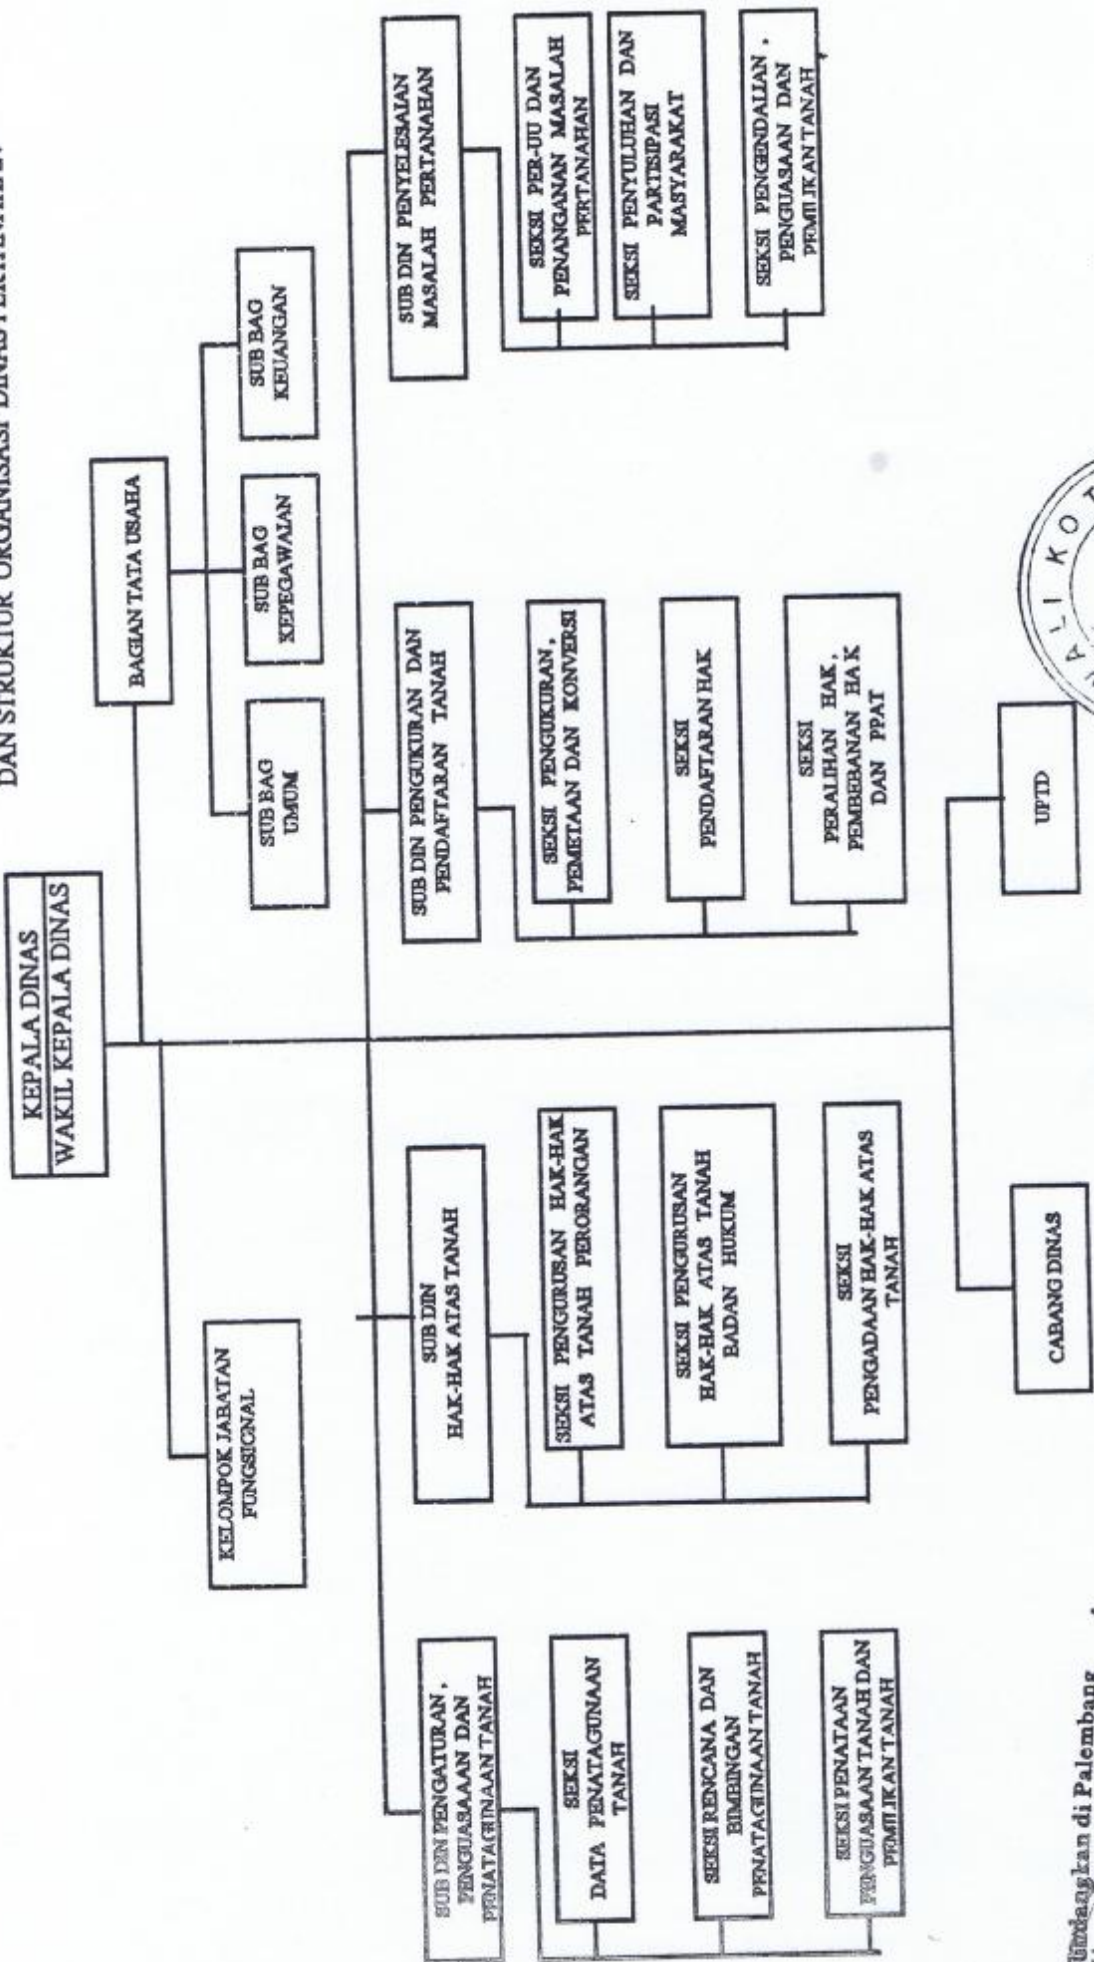 DAN STRUKTUR ORGANISASI DINAS PERTANAHAN
KEPALA DINAS
WAKIL KEPALA DINAS
BAGIAN TATA USAHA
SUB BAG
UMUM
SUB BAG
KEPEGAWAIAN
SUB BAG
KEUANGAN
KELOMPOK JABATAN
FUNGSIONAL
SUB DIN PENGATURAN,
PENGUASAAN DAN
PENATAGUNAAN TANAH
SEKSI
DATA PENATAGUNAAN
TANAH
SEKSI RENCANA DAN
BIMBINGAN
PENATAGUNAAN TANAH
SEKSI PENATAAN
PENGUASAAN TANAH DAN
PEMILIKAN TANAH
SUB DIN
HAK-HAK ATAS TANAH
SEKSI PENGURUSAN HAK-HAK
ATAS TANAH PERORANGAN
SEKSI PENGURUSAN
HAK-HAK ATAS TANAH
BADAN HUKUM
SEKSI
PENGADAAN HAK-HAK ATAS
TANAH
SUB DIN PENGUKURAN DAN
PENDAFTARAN TANAH
SEKSI PENGUKURAN,
PEMETAAN DAN KONVERSI
SEKSI
PENDAFTARAN HAK
SEKSI
PERALIHAN HAK,
PEMBEBANAN HAK
DAN PPAT
SUB DIN PENYELESAIAN
MASALAH PERTANAHAN
SEKSI PER-UU DAN
PENANGANAN MASALAH
PERTANAHAN
SEKSI PENYULUHAN DAN
PARTISIPASI
MASYARAKAT
SEKSI PENGENDALIAN,
PENGUASAAN DAN
PEMILIKAN TANAH
CABANG DINAS
UPTD
ALI KO
undangkan di Palembang